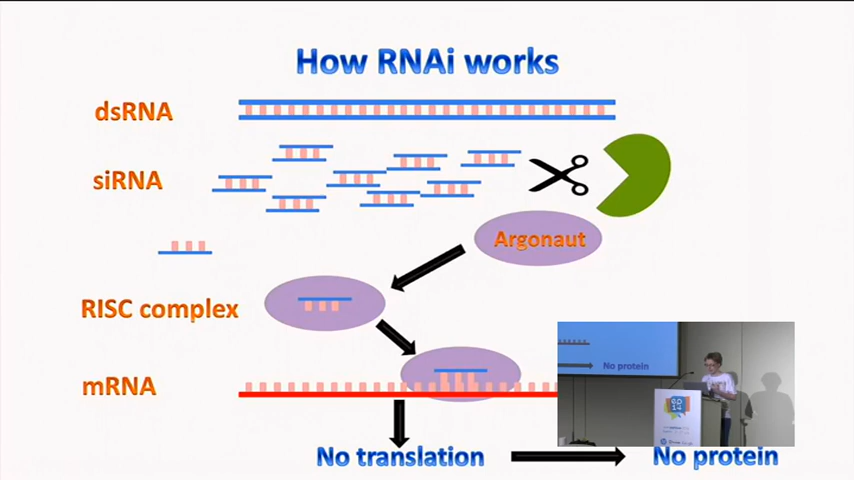 How RNAi works
dsRNA
siRNA
Argonaut
RISC complex
mRNA
No translation
No protein
No protein